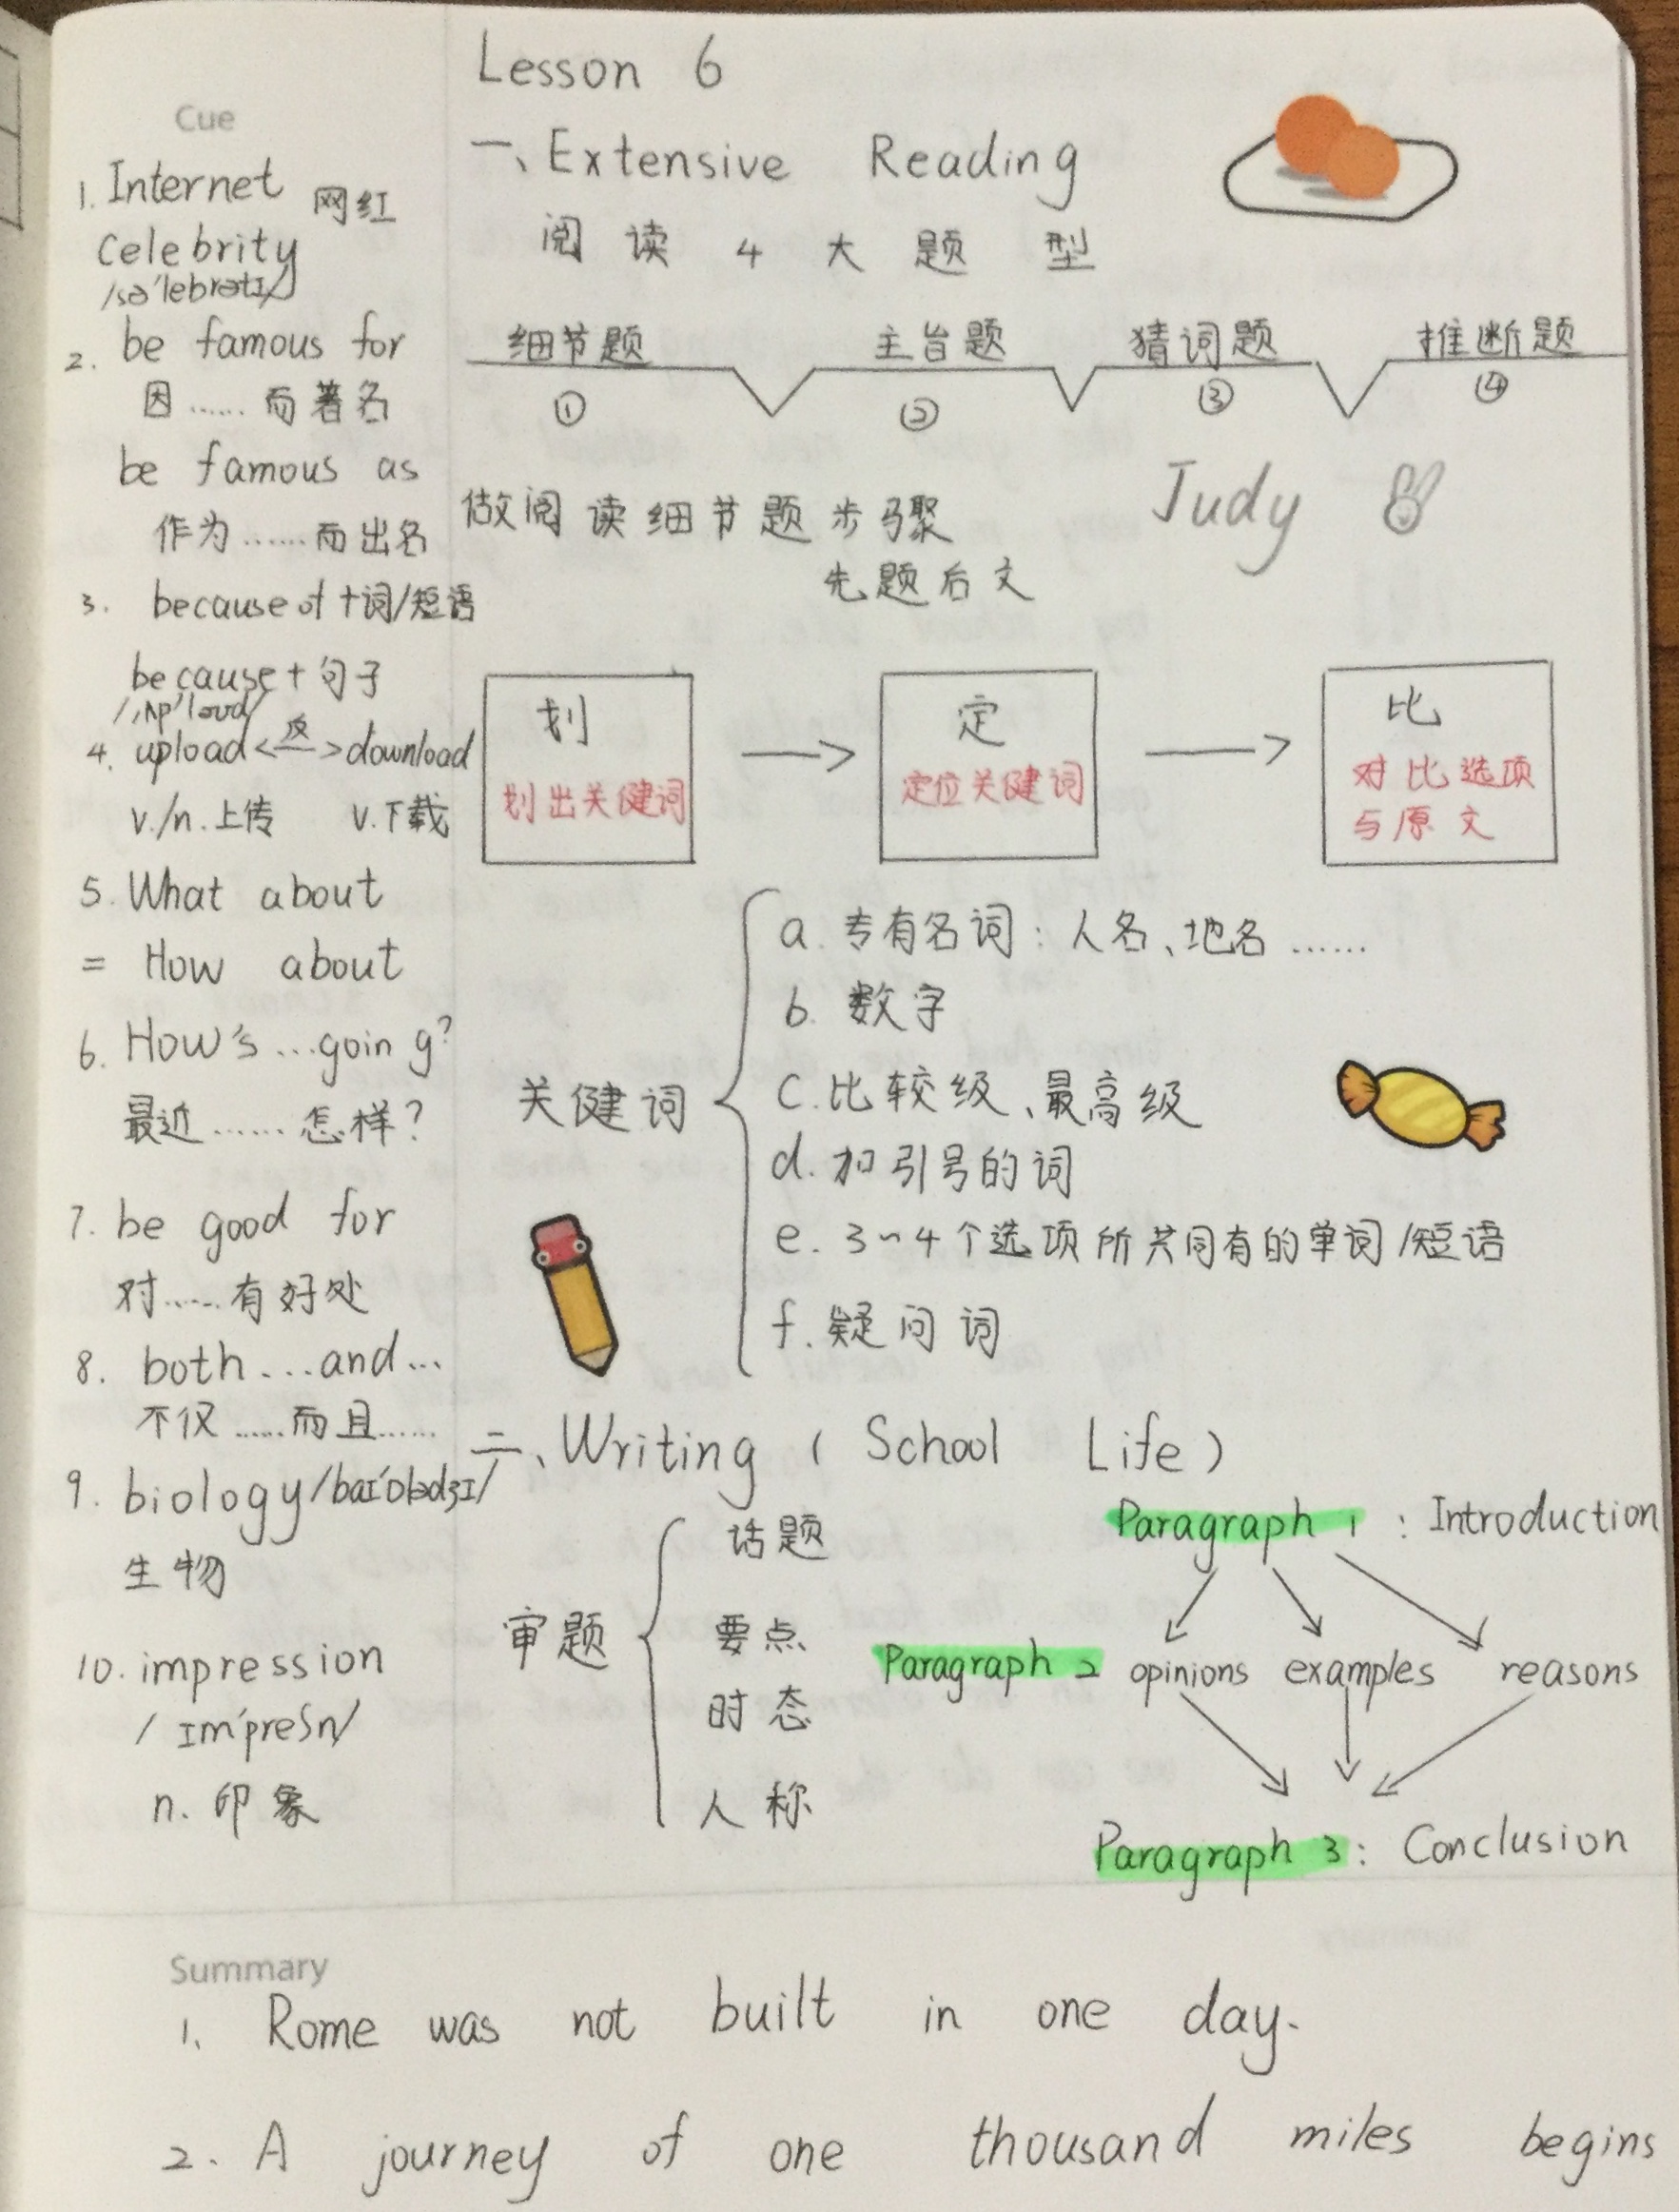 Lesson 6
Cue
1. Internet 网红
celebrity
/sə'lebrətɪ/
2. be famous for
因……而著名
be famous as
作为……而出名
3. because of+词/短语
because+句子
/ˌʌp'ləʊd/
4. upload<—反—>download
v./n.上传 v.下载
5. What about
= How about
6. How's …going?
最近……怎样?
7. be good for
对……有好处
8. both …and…
不仅……而且……
9. biology/baɪ'ɒlədʒɪ/
生物
10. impression
/ɪm'preʃn/
n. 印象
一、Extensive Reading
阅读4大题型
细节题 主旨题 猜词题 推断题
① ② ③ ④
做阅读细节题步骤
Judy
先题后文
划 → 定 → 比
划出关健词 定位关健词 对比选项
与原文
关健词
a. 专有名词:人名、地名……
b. 数字
c. 比较级、最高级
d. 加引号的词
e. 3~4个选项所共同有的单词/短语
f. 疑问词
二、Writing (School Life)
审题
话题
要点
时态
人称
Paragraph 1 : Introduction
Paragraph 2 opinions examples reasons
Paragraph 3: Conclusion
Summary
1. Rome was not built in one day.
2. A journey of one thousand miles begins